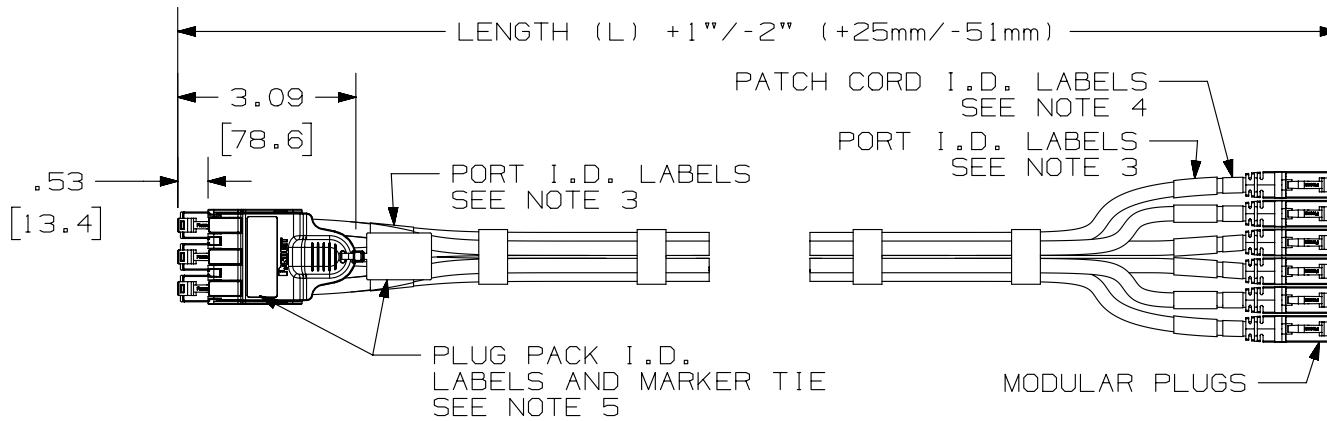 LENGTH (L) +1"/-2" (+25mm/-51mm)
3.09
[78.6]
.53
[13.4]
PATCH CORD I.D. LABELS
SEE NOTE 4
PORT I.D. LABELS
SEE NOTE 3
PORT I.D. LABELS
SEE NOTE 3
PANDUIT
PLUG PACK I.D.
LABELS AND MARKER TIE
SEE NOTE 5
MODULAR PLUGS